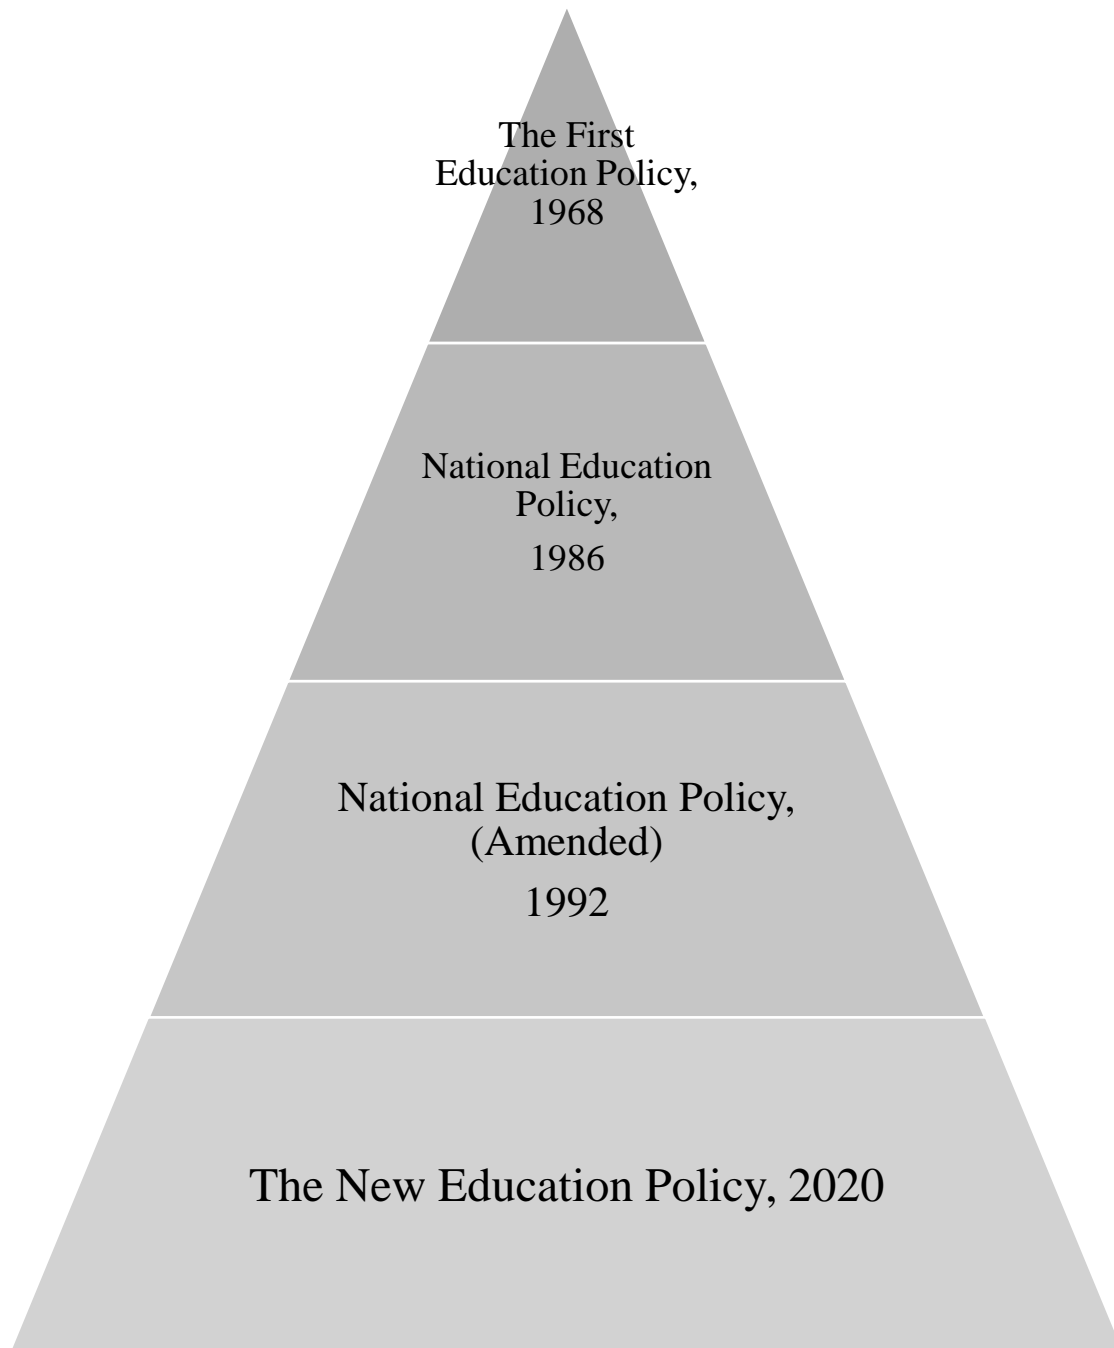 The First
Education Policy,
1968
National Education
Policy,
1986
National Education Policy,
(Amended)
1992
The New Education Policy, 2020